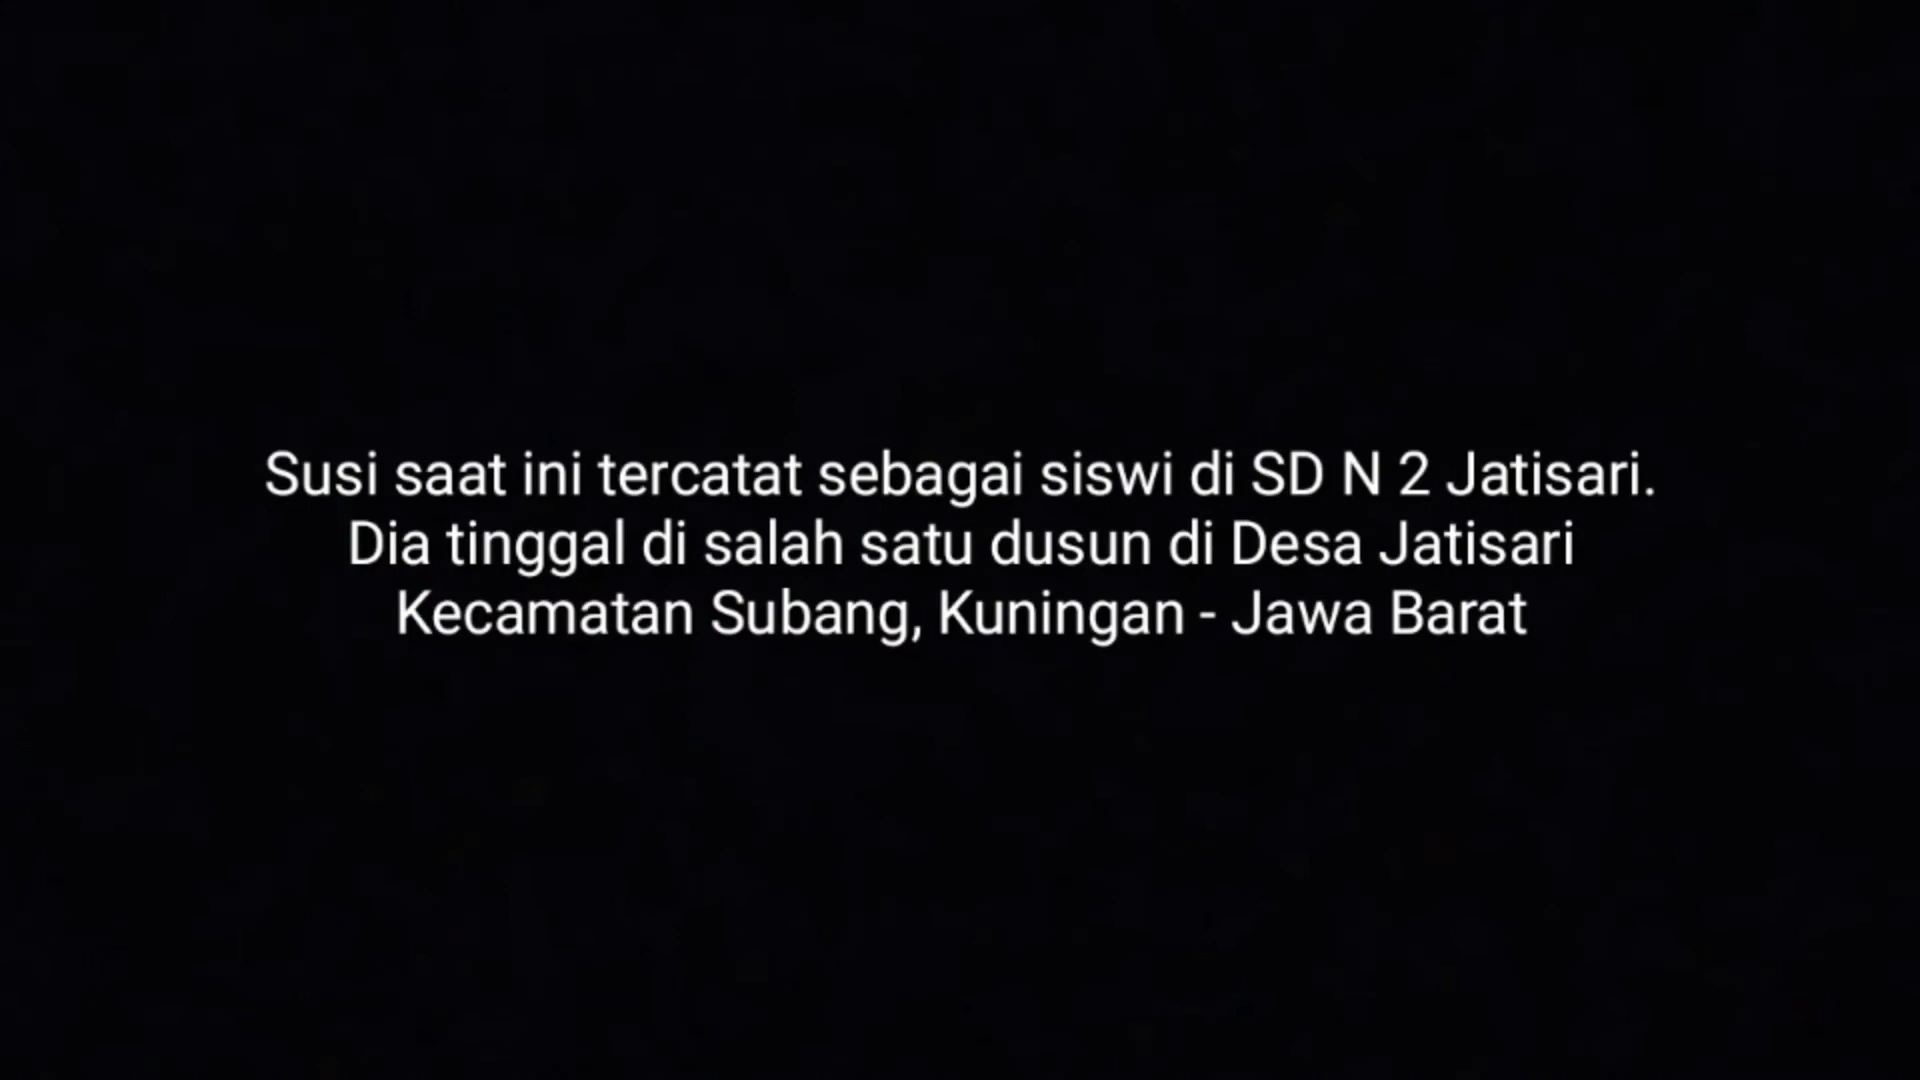 Susi saat ini tercatat sebagai siswi di SD N 2 Jatisari.
Dia tinggal di salah satu dusun di Desa Jatisari
Kecamatan Subang, Kuningan - Jawa Barat